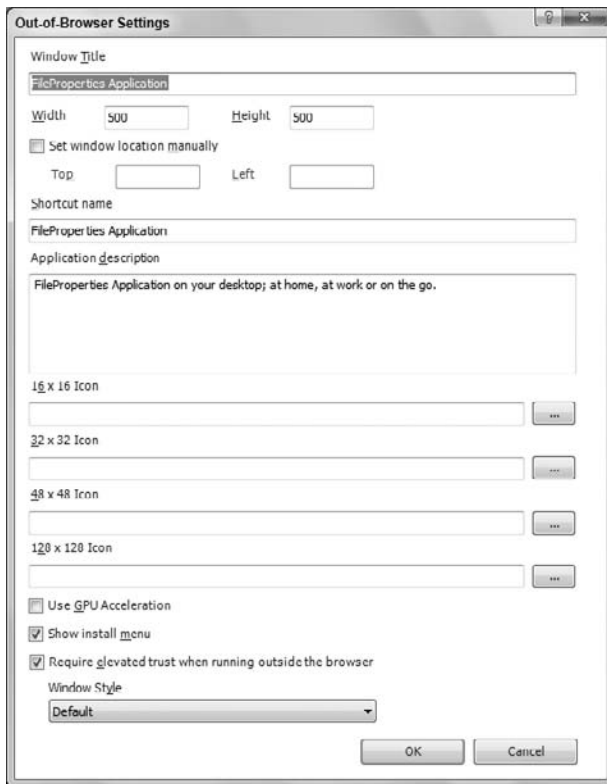 Out-of-Browser Settings
Window Title
FileProperties Application
Width 500 Height 500
Set window location manually
Top Left
Shortcut name
FileProperties Application
Application description
FileProperties Application on your desktop; at home, at work or on the go.
16 x 16 Icon
...
32 x 32 Icon
...
48 x 48 Icon
...
128 x 128 Icon
...
Use GPU Acceleration
Show install menu
Require elevated trust when running outside the browser
Window Style
Default
OK Cancel